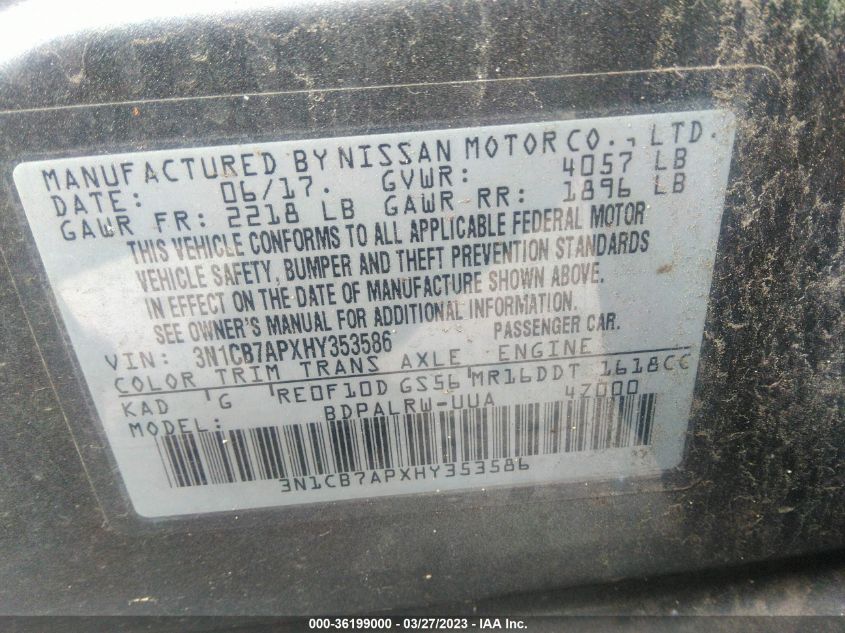 MANUFACTURED BY NISSAN MOTOR CO., LTD.
DATE: 06/17. GVWR: 4057 LB
GAWR FR: 2218 LB GAWR RR: 1896 LB
THIS VEHICLE CONFORMS TO ALL APPLICABLE FEDERAL MOTOR
VEHICLE SAFETY, BUMPER AND THEFT PREVENTION STANDARDS
IN EFFECT ON THE DATE OF MANUFACTURE SHOWN ABOVE.
SEE OWNER'S MANUAL FOR ADDITIONAL INFORMATION.
VIN: 3N1CB7APXHY353586 PASSENGER CAR.
COLOR TRIM TRANS AXLE ENGINE
KAD G RE0F10D GS56 MR16DDT 1618CC
MODEL: BDPALRW-UUA 4Z000
3N1CB7APXHY353586
000-36199000 — 03/27/2023 — IAA Inc.